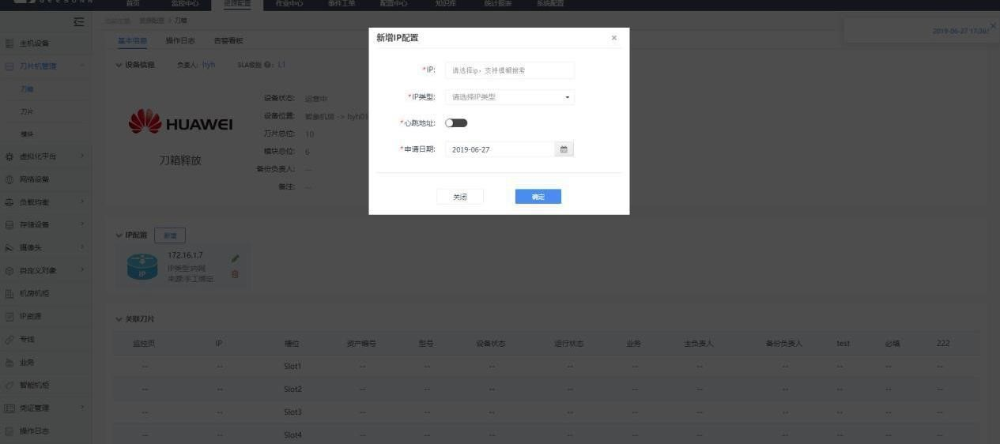 首页 监控中心 资源配置 作业中心 事件工单 配置中心 知识库 统计报表 系统配置
资源配置 > 刀箱
2019-06-27 17:36:
基本信息 操作日志 告警看板
主机设备
刀片机管理
刀箱
刀片
模块
虚拟化平台
网络设备
负载均衡
存储设备
摄像头
自定义对象
机房机柜
IP资源
专线
业务
智能机柜
凭证管理
操作日志
设备信息 负责人: hyh SLA级别 : L1
HUAWEI
刀箱释放
设备状态: 运营中
设备位置: 智象机房 -> hyh01
刀片总位: 10
模块总位: 6
备份负责人: --
备注: --
新增IP配置 ×
*IP: 请选择ip，支持模糊搜索
*IP类型: 请选择IP类型
*心跳地址:
*申请日期: 2019-06-27
关闭 确定
IP配置 新增
172.16.1.7
IP
IP类型:内网
来源:手工绑定
关联刀片
监控页 IP 槽位 资产编号 型号 设备状态 运行状态 业务 主负责人 备份负责人 test 必填 222
-- -- Slot1 -- -- -- -- -- -- -- -- -- --
-- -- Slot2 -- -- -- -- -- -- -- -- -- --
-- -- Slot3 -- -- -- -- -- -- -- -- -- --
-- -- Slot4 -- -- -- -- -- -- -- -- -- --